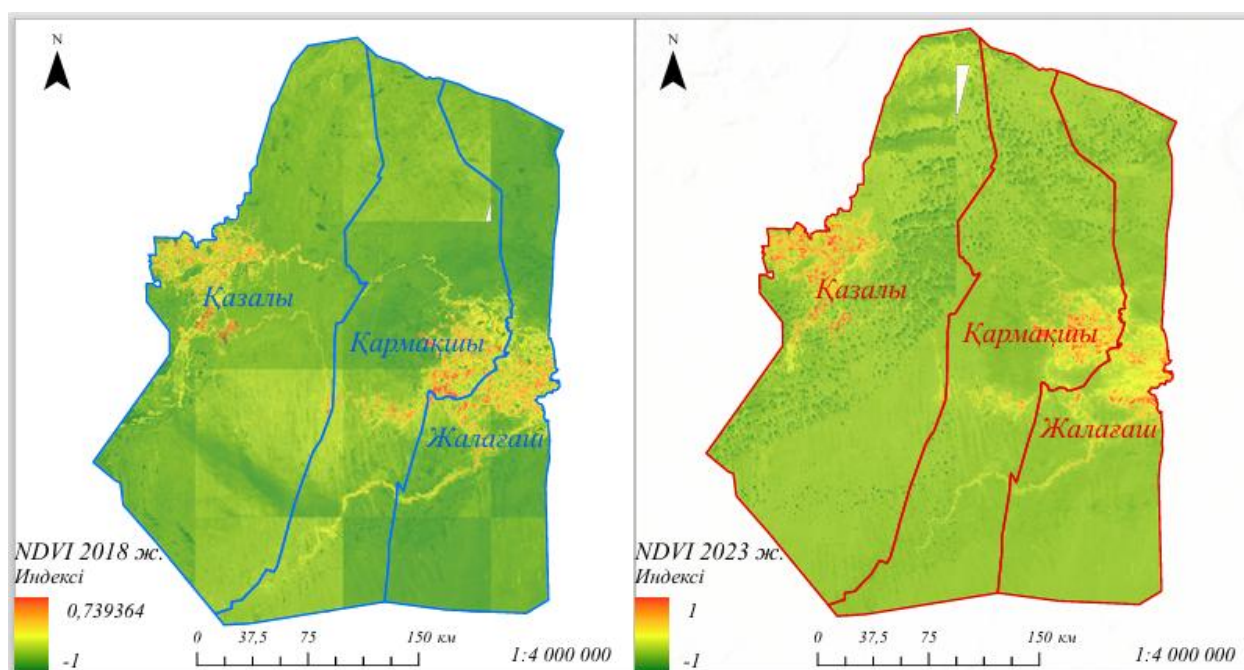 N
Қазалы
Қармақшы
Жалағаш
NDVI 2018 ж.
Индексі
0,739364
-1
0 37,5 75 150 км
1:4 000 000
N
Қазалы
Қармақшы
Жалағаш
NDVI 2023 ж.
Индексі
1
-1
0 37,5 75 150 км
1:4 000 000